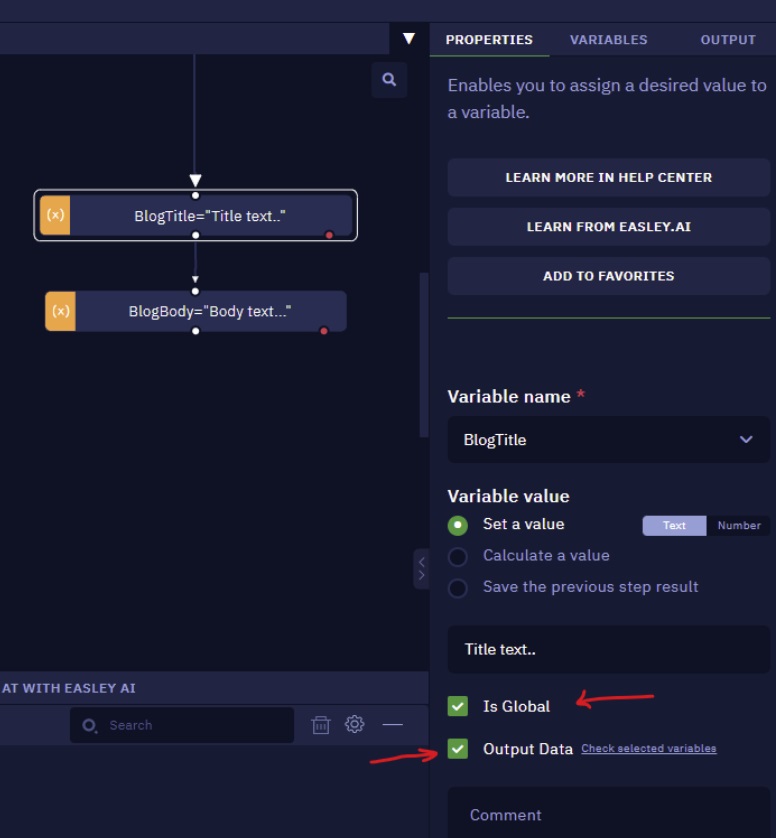 PROPERTIES
VARIABLES
OUTPUT
Enables you to assign a desired value to
a variable.
LEARN MORE IN HELP CENTER
LEARN FROM EASLEY.AI
ADD TO FAVORITES
(x) BlogTitle="Title text.."
(x) BlogBody="Body text..."
Variable name *
BlogTitle
Variable value
Set a value
Text
Number
Calculate a value
Save the previous step result
Title text..
Is Global
Output Data Check selected variables
Comment
AT WITH EASLEY AI
Search